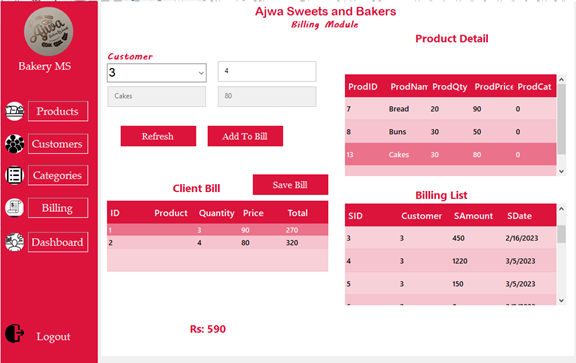 Ajwa Sweets and Bakers
Billing Module
Ajwa
Bakery MS
Products
Customers
Categories
Billing
Dashboard
Logout
Customer
3 4
Cakes 80
Refresh Add To Bill
Product Detail
ProdID ProdNam ProdQty ProdPrice ProdCat
7 Bread 20 90 0
8 Buns 30 50 0
13 Cakes 30 80 0
Client Bill Save Bill
ID Product Quantity Price Total
1 3 90 270
2 4 80 320
Billing List
SID Customer SAmount SDate
3 3 450 2/16/2023
4 3 1220 3/5/2023
5 3 150 3/5/2023
Rs: 590